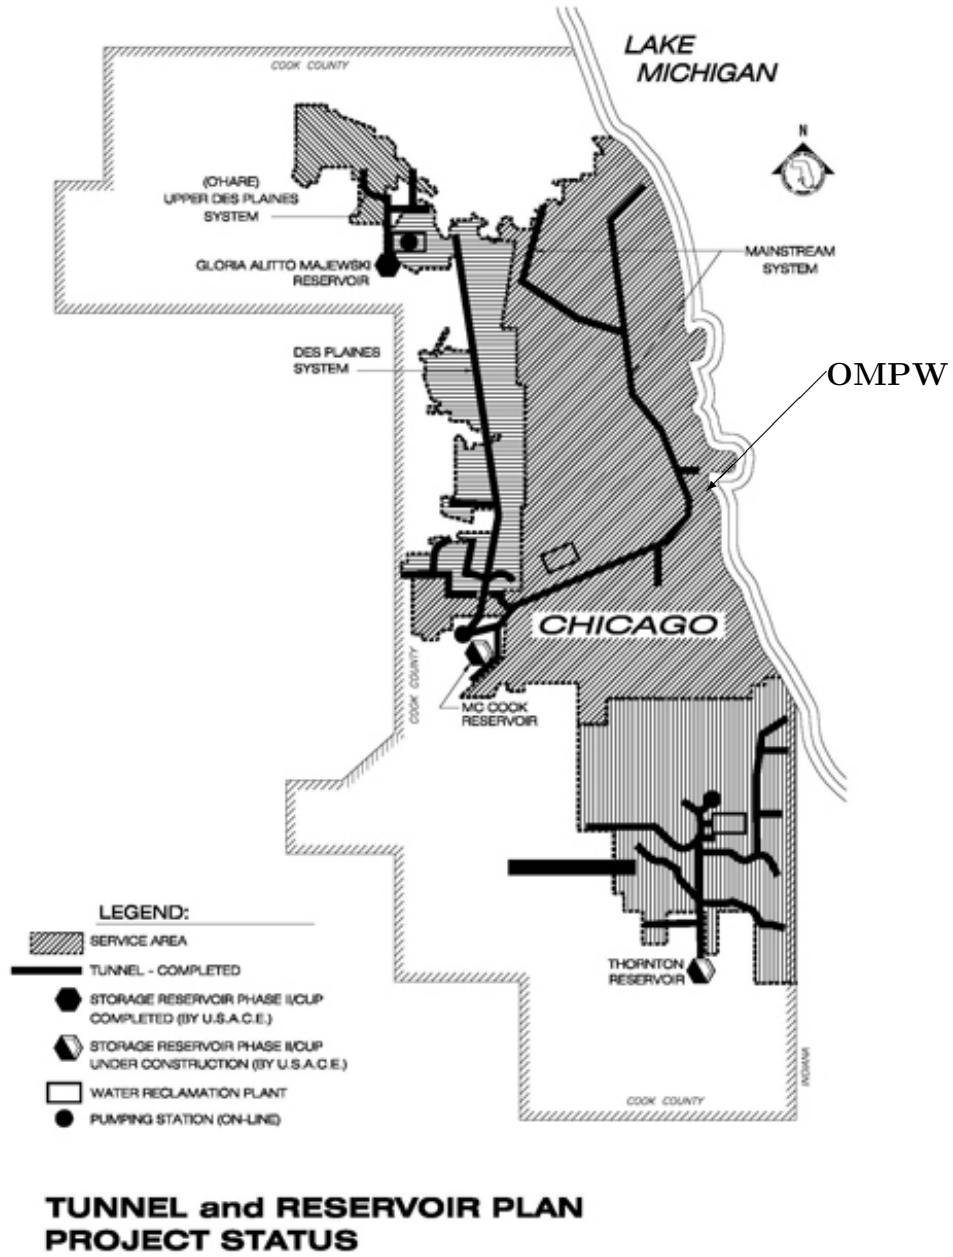 LAKE
MICHIGAN
COOK COUNTY
N
(O'HARE)
UPPER DES PLAINES
SYSTEM
GLORIA ALITTO MAJEWSKI
RESERVOIR
MAINSTREAM
SYSTEM
DES PLAINES
SYSTEM
OMPW
CHICAGO
COOK COUNTY
MC COOK
RESERVOIR
THORNTON
RESERVOIR
INDIANA
COOK COUNTY
LEGEND:
SERVICE AREA
TUNNEL - COMPLETED
STORAGE RESERVOIR PHASE II/CUP
COMPLETED (BY U.S.A.C.E.)
STORAGE RESERVOIR PHASE II/CUP
UNDER CONSTRUCTION (BY U.S.A.C.E.)
WATER RECLAMATION PLANT
PUMPING STATION (ON-LINE)
TUNNEL and RESERVOIR PLAN
PROJECT STATUS